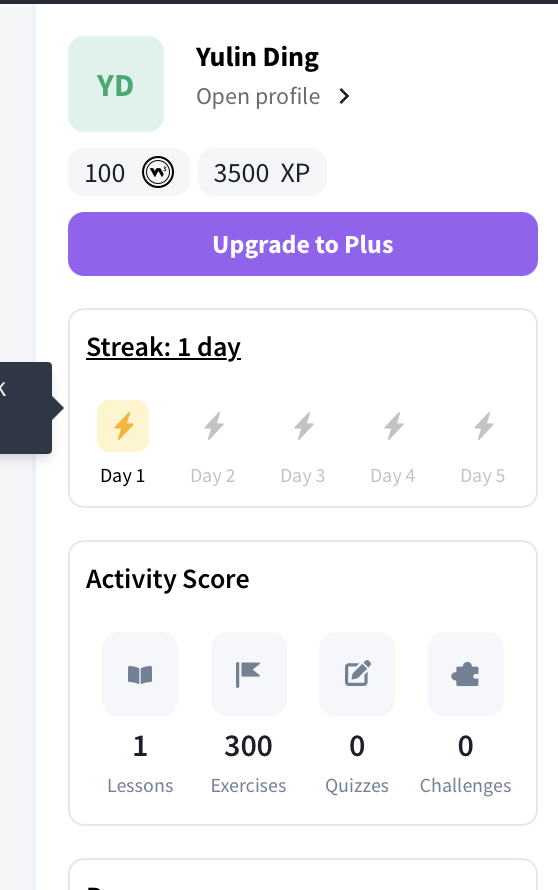 YD
Yulin Ding
Open profile
100
3500 XP
Upgrade to Plus
Streak: 1 day
Day 1 Day 2 Day 3 Day 4 Day 5
Activity Score
1 300 0 0
Lessons Exercises Quizzes Challenges